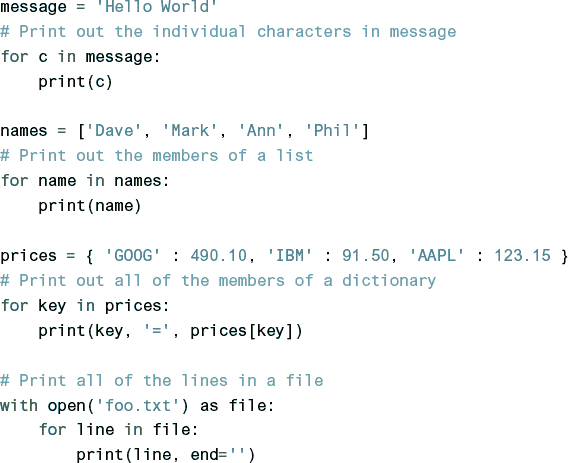 message = 'Hello World'
# Print out the individual characters in message
for c in message:
    print(c)

names = ['Dave', 'Mark', 'Ann', 'Phil']
# Print out the members of a list
for name in names:
    print(name)

prices = { 'GOOG' : 490.10, 'IBM' : 91.50, 'AAPL' : 123.15 }
# Print out all of the members of a dictionary
for key in prices:
    print(key, '=', prices[key])

# Print all of the lines in a file
with open('foo.txt') as file:
    for line in file:
        print(line, end='')